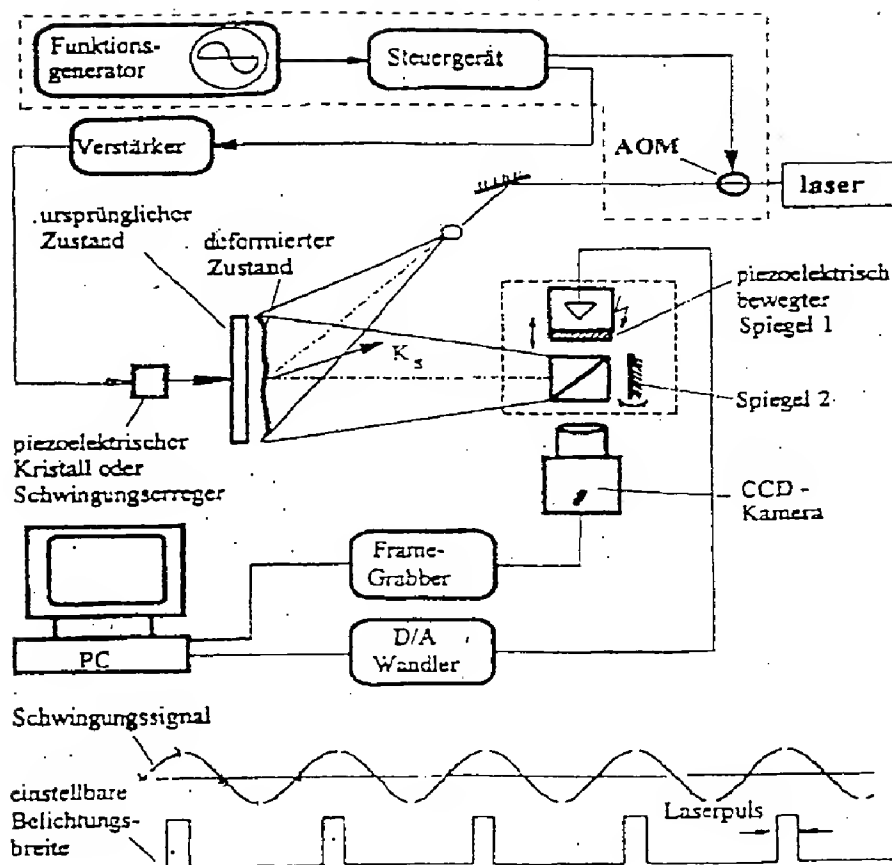 Funktions-
generator
Steuergerät
Verstärker
AOM
laser
ursprünglicher
Zustand
deformierter
Zustand
piezoelektrisch
bewegter
Spiegel 1
K s
Spiegel 2
piezoelektrischer
Kristall oder
Schwingungserreger
CCD -
Kamera
Frame-
Grabber
D/A
Wandler
PC
Schwingungssignal
einstellbare
Belichtungs-
breite
Laserpuls